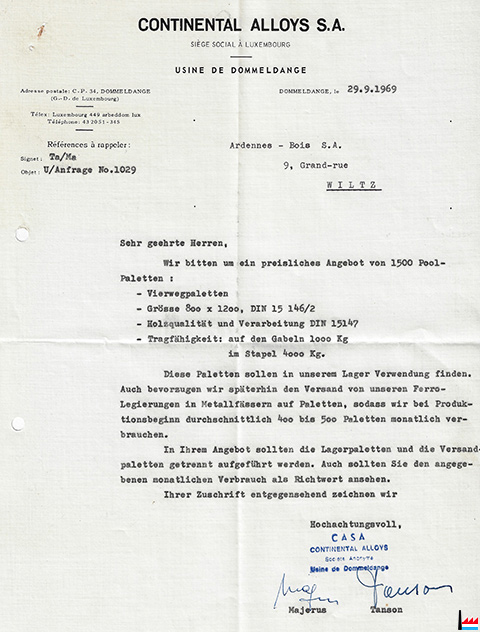 CONTINENTAL ALLOYS S.A.
SIÈGE SOCIAL À LUXEMBOURG
USINE DE DOMMELDANGE
Adresse postale: C.P. 34, DOMMELDANGE
(G.-D. de Luxembourg)
DOMMELDANGE, le 29.9.1969
Télex: Luxembourg 449 arbeddom lux
Téléphone: 43 20 51 - 345
Références à rappeler:
Signet: Ta/Ma
Objet: U/Anfrage No.1029
Ardennes - Bois S.A.
9, Grand-rue
WILTZ
Sehr geehrte Herren,
Wir bitten um ein preisliches Angebot von 1500 Pool-
Paletten :
- Vierwegpaletten
- Grösse 800 x 1200, DIN 15 146/2
- Holzqualität und Verarbeitung DIN 15147
- Tragfähigkeit: auf den Gabeln 1000 Kg
im Stapel 4000 Kg.
Diese Paletten sollen in unserem Lager Verwendung finden.
Auch bevorzugen wir späterhin den Versand von unseren Ferro-
Legierungen in Metallfässern auf Paletten, sodass wir bei Produk-
tionsbeginn durchschnittlich 400 bis 500 Paletten monatlich ver-
brauchen.
In Ihrem Angebot sollten die Lagerpaletten und die Versand
paletten getrennt aufgeführt werden. Auch sollten Sie den angege-
benen monatlichen Verbrauch als Richtwert ansehen.
Ihrer Zuschrift entgegensehend zeichnen wir
Hochachtungsvoll,
CASA
CONTINENTAL ALLOYS
Société Anonyme
Usine de Dommeldange
Majerus Tanson